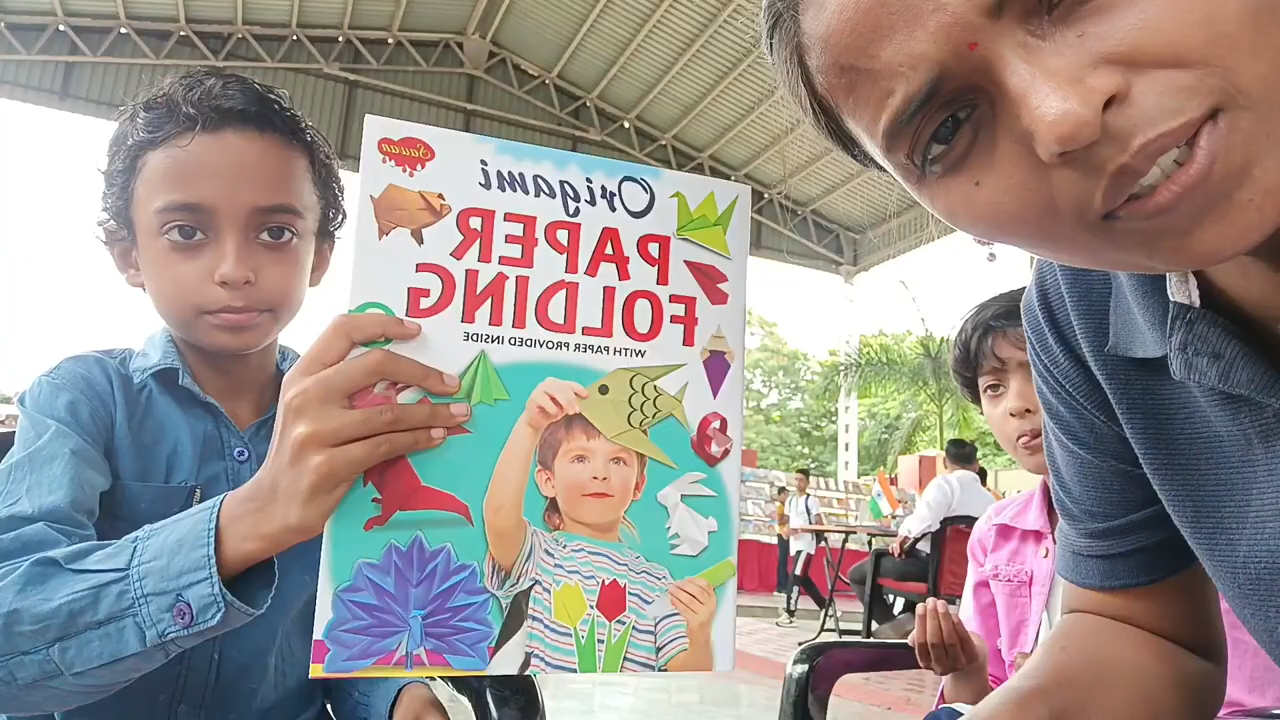 Sawan
Origami
PAPER
FOLDING
WITH PAPER PROVIDED INSIDE